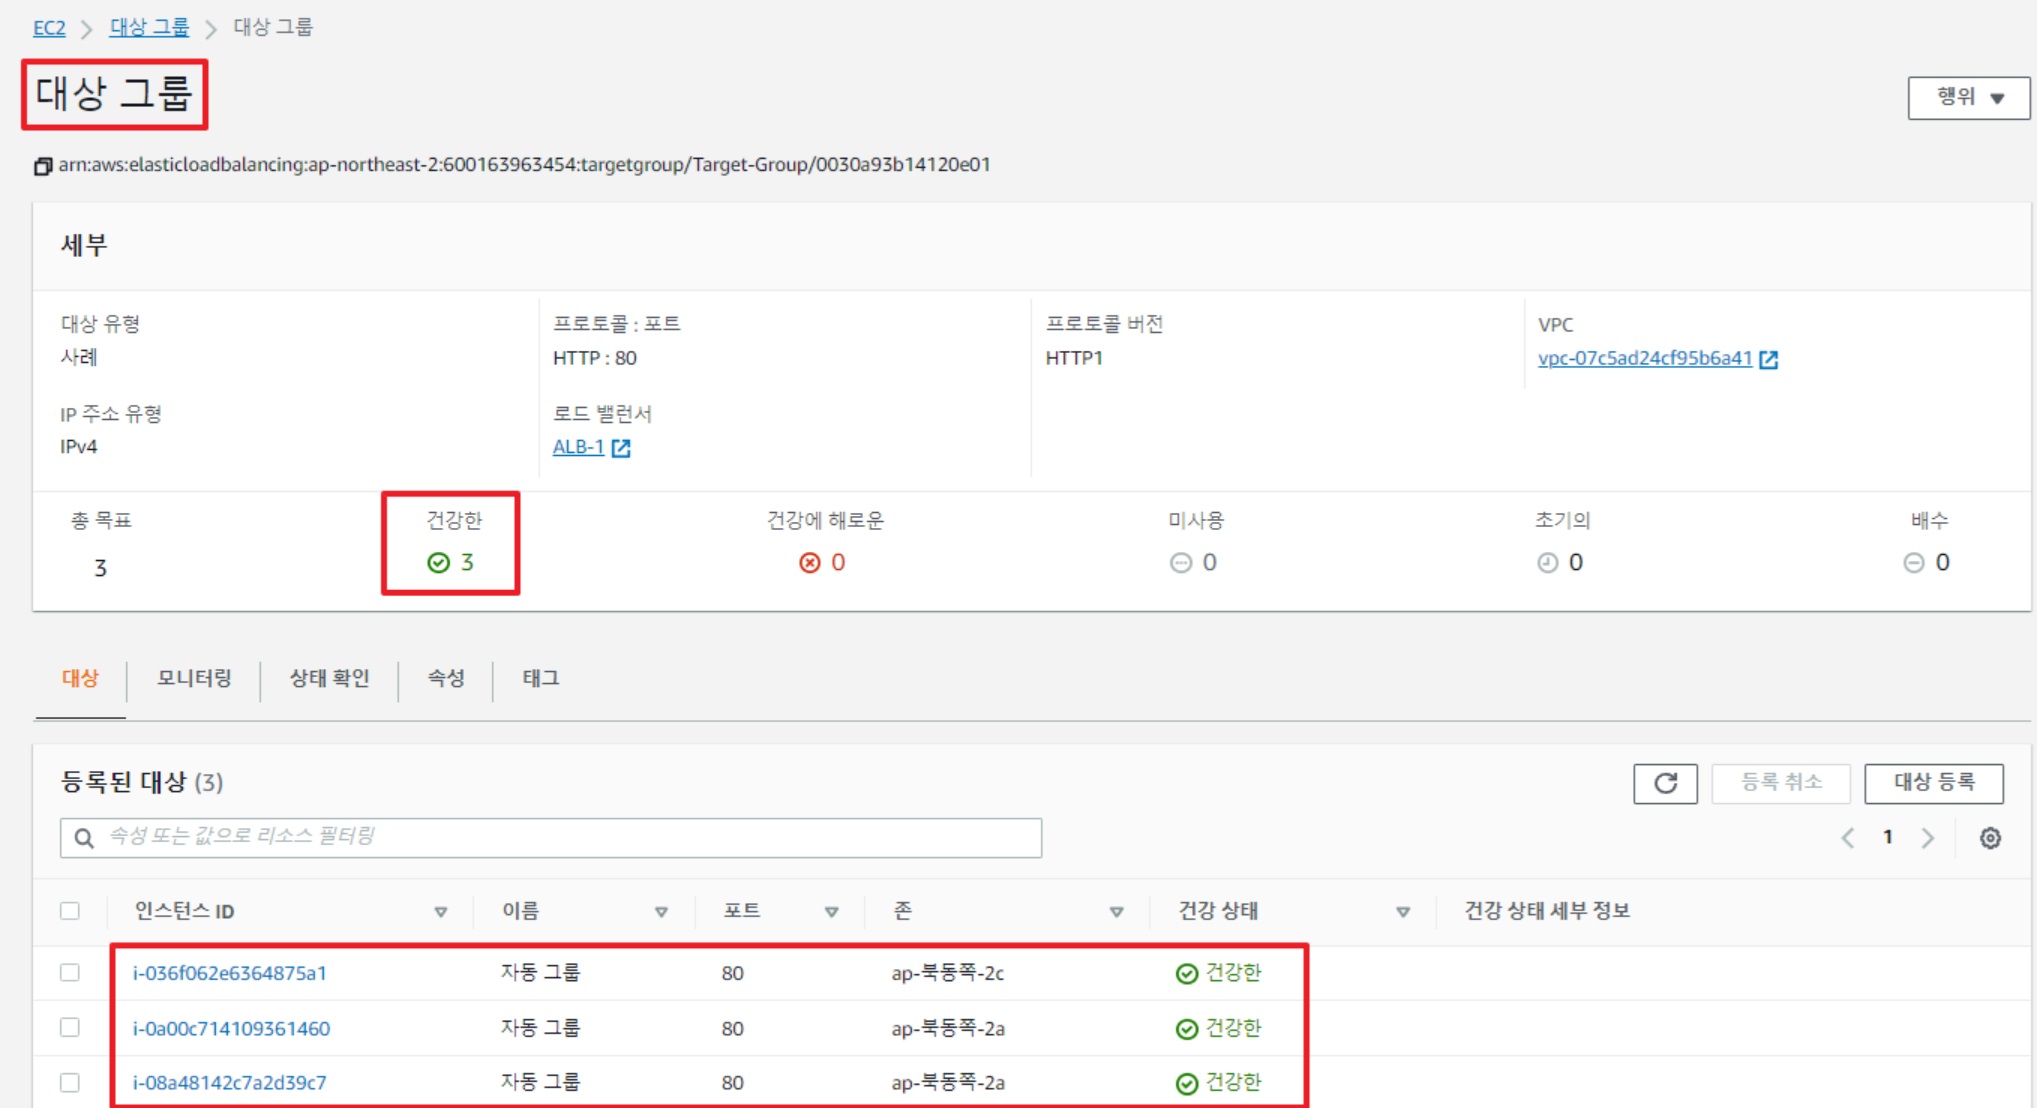 EC2 > 대상 그룹 > 대상 그룹
대상 그룹
행위
arn:aws:elasticloadbalancing:ap-northeast-2:600163963454:targetgroup/Target-Group/0030a93b14120e01
세부
대상 유형
사례
프로토콜 : 포트
HTTP : 80
프로토콜 버전
HTTP1
VPC
vpc-07c5ad24cf95b6a41
IP 주소 유형
IPv4
로드 밸런서
ALB-1
총 목표
3
건강한
3
건강에 해로운
0
미사용
0
초기의
0
배수
0
대상 모니터링 상태 확인 속성 태그
등록된 대상 (3)
등록 취소
대상 등록
속성 또는 값으로 리소스 필터링
1
인스턴스 ID 이름 포트 존 건강 상태 건강 상태 세부 정보
i-036f062e6364875a1 자동 그룹 80 ap-북동쪽-2c 건강한
i-0a00c714109361460 자동 그룹 80 ap-북동쪽-2a 건강한
i-08a48142c7a2d39c7 자동 그룹 80 ap-북동쪽-2a 건강한